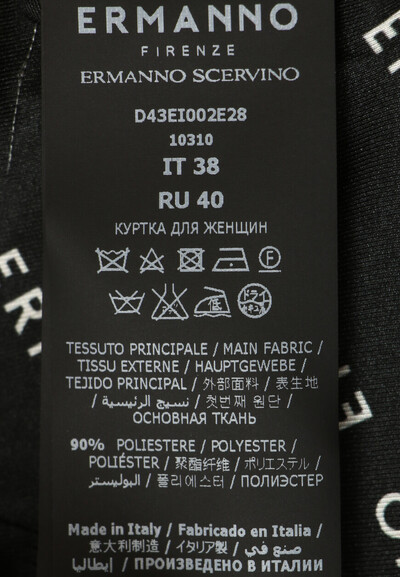 ERMANNO
FIRENZE
ERMANNO SCERVINO
D43EI002E28
10310
IT 38
RU 40
КУРТКА ДЛЯ ЖЕНЩИН
F
低
ドライ
TESSUTO PRINCIPALE / MAIN FABRIC /
TISSU EXTERNE / HAUPTGEWEBE /
TEJIDO PRINCIPAL / 外部面料 / 表生地
/ نسيج الرئيسية / 첫번째 원단 /
ОСНОВНАЯ ТКАНЬ
90% POLIESTERE / POLYESTER /
POLIÉSTER / 聚酯纤维 / ポリエステル /
البوليستر / 폴리에스터 / ПОЛИЭСТЕР
Made in Italy / Fabricado en Italia /
意大利制造 / イタリア製 / صنع في
إيطاليا / ПРОИЗВЕДЕНО В ИТАЛИИ